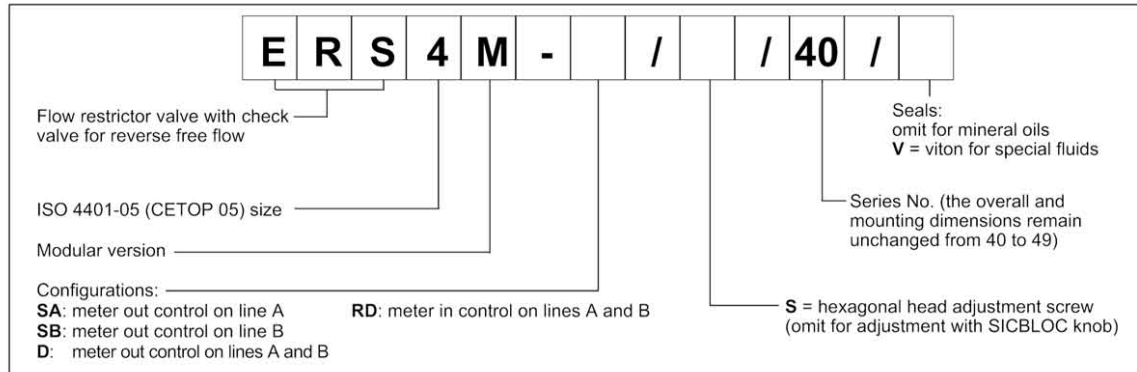 E R S 4 M - / / 40 /
Flow restrictor valve with check
valve for reverse free flow
Seals:
omit for mineral oils
V = viton for special fluids
ISO 4401-05 (CETOP 05) size
Series No. (the overall and
mounting dimensions remain
unchanged from 40 to 49)
Modular version
Configurations:
SA: meter out control on line A
RD: meter in control on lines A and B
SB: meter out control on line B
D: meter out control on lines A and B
S = hexagonal head adjustment screw
(omit for adjustment with SICBLOC knob)